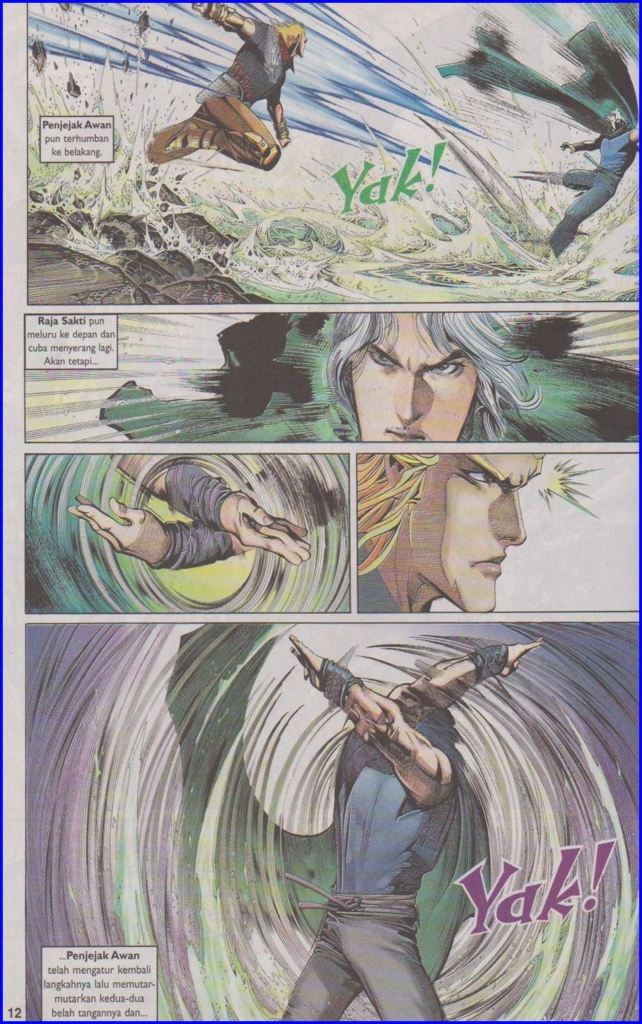 Penjejak Awan
pun terhumban
ke belakang.
Yak!
Raja Sakti pun
meluru ke depan dan
cuba menyerang lagi.
Akan tetapi...
Yak!
...Penjejak Awan
telah mengatur kembali
langkahnya lalu memutar-
mutarkan kedua-dua
belah tangannya dan...
12